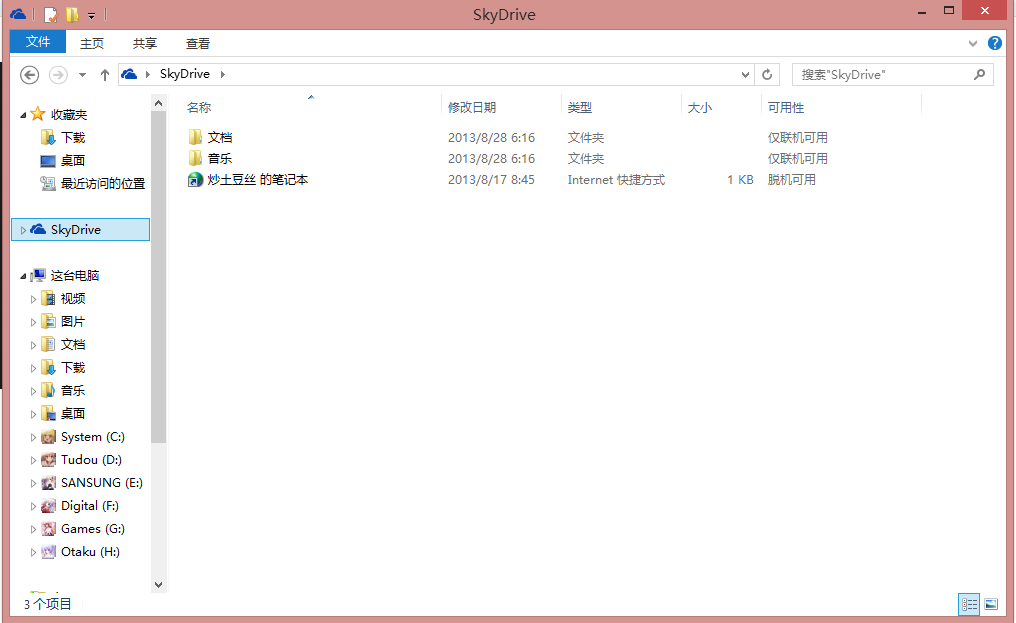 SkyDrive
文件 主页 共享 查看
SkyDrive
搜索"SkyDrive"
收藏夹
下载
桌面
最近访问的位置
SkyDrive
这台电脑
视频
图片
文档
下载
音乐
桌面
System (C:)
Tudou (D:)
SANSUNG (E:)
Digital (F:)
Games (G:)
Otaku (H:)
名称 修改日期 类型 大小 可用性
文档 2013/8/28 6:16 文件夹 仅联机可用
音乐 2013/8/28 6:16 文件夹 仅联机可用
炒土豆丝 的笔记本 2013/8/17 8:45 Internet 快捷方式 1 KB 脱机可用
3 个项目